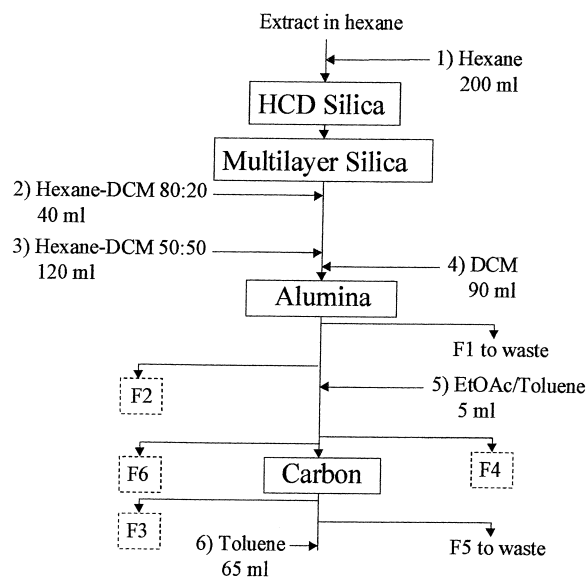 Extract in hexane
1) Hexane
200 ml
HCD Silica
Multilayer Silica
2) Hexane-DCM 80:20
40 ml
3) Hexane-DCM 50:50
120 ml
4) DCM
90 ml
Alumina
F1 to waste
F2
5) EtOAc/Toluene
5 ml
F6
Carbon
F4
F3
6) Toluene
65 ml
F5 to waste